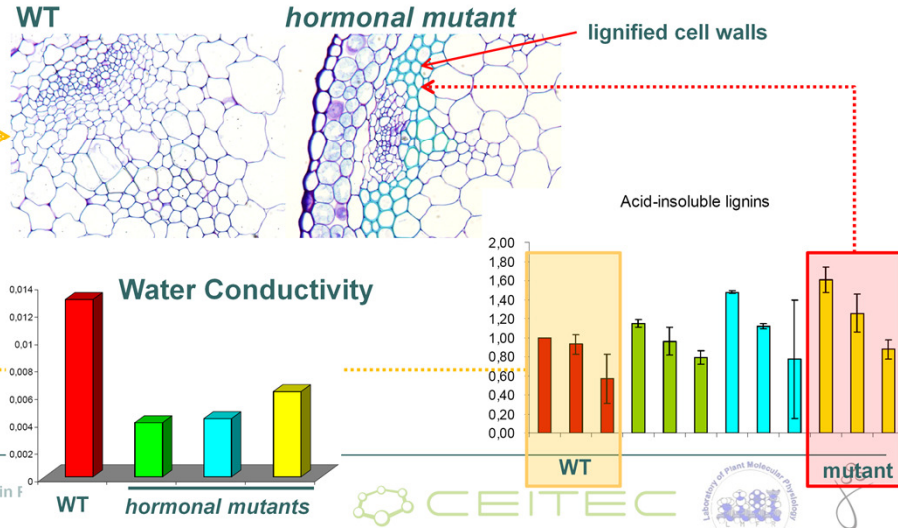 WT
hormonal mutant
lignified cell walls
Acid-insoluble lignins
2,00
1,80
1,60
1,40
1,20
1,00
0,80
0,60
0,40
0,20
0,00
WT
mutant
Water Conductivity
0,014
0,012
0,01
0,008
0,006
0,004
0,002
0
WT
hormonal mutants
in
CEITEC
Laboratory of Plant Molecular Physiology